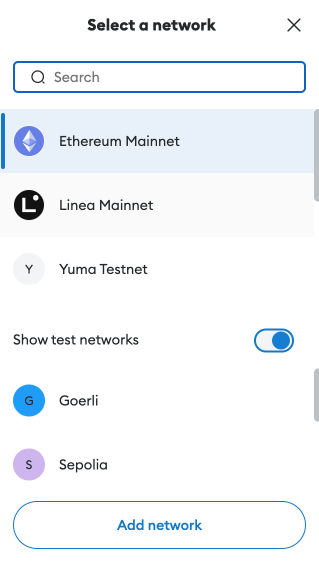 Select a network
Search
Ethereum Mainnet
L
Linea Mainnet
Y
Yuma Testnet
Show test networks
G
Goerli
S
Sepolia
Add network